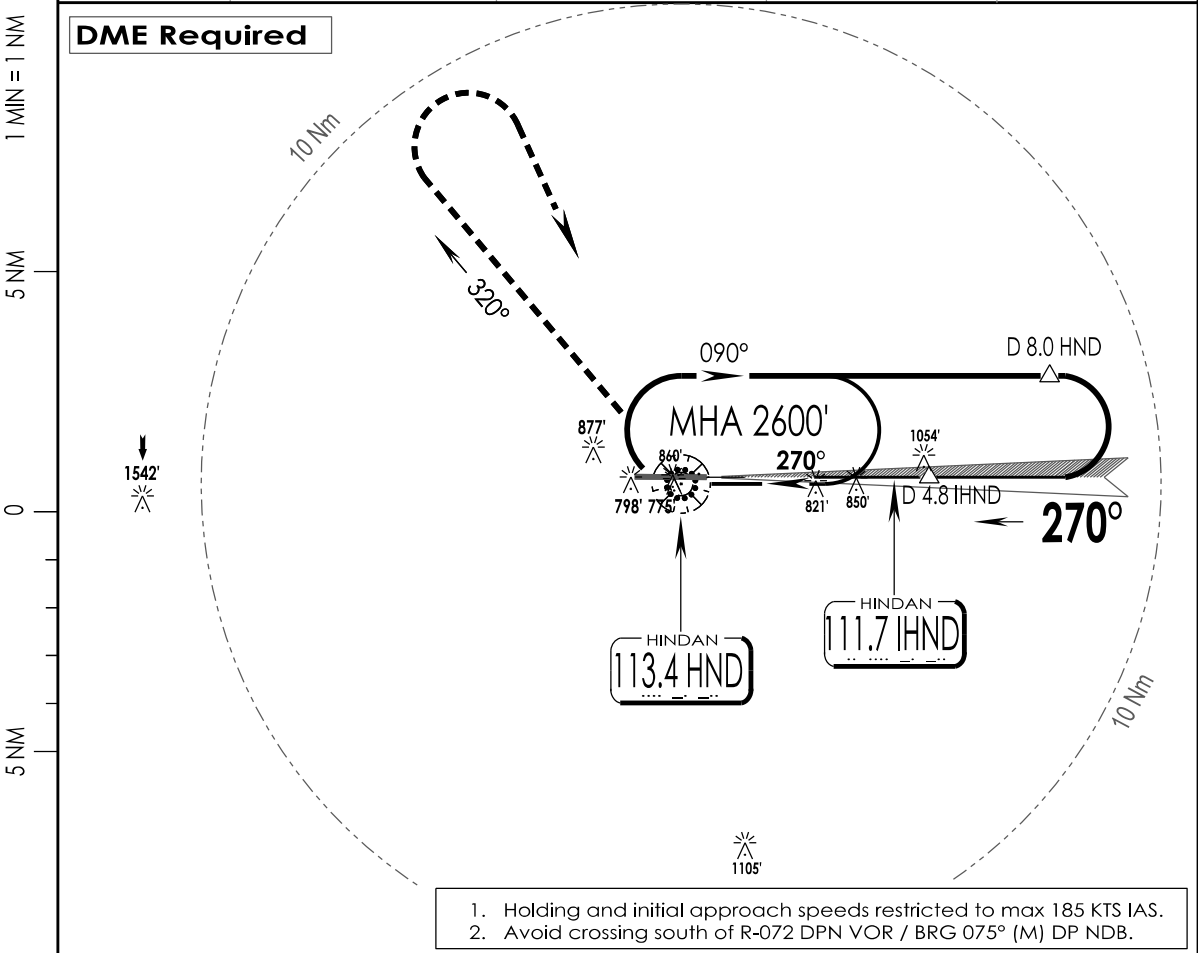 DME Required
1 MIN = 1 NM
10 Nm
5 NM
320°
090°
D 8.0 HND
MHA 2600'
877'
1054'
860'
270°
1542'
D 4.8 IHND
798'
775'
821'
850'
0
270°
HINDAN
111.7 IHND
HINDAN
113.4 HND
10 Nm
5 NM
1105'
1. Holding and initial approach speeds restricted to max 185 KTS IAS.
2. Avoid crossing south of R-072 DPN VOR / BRG 075° (M) DP NDB.